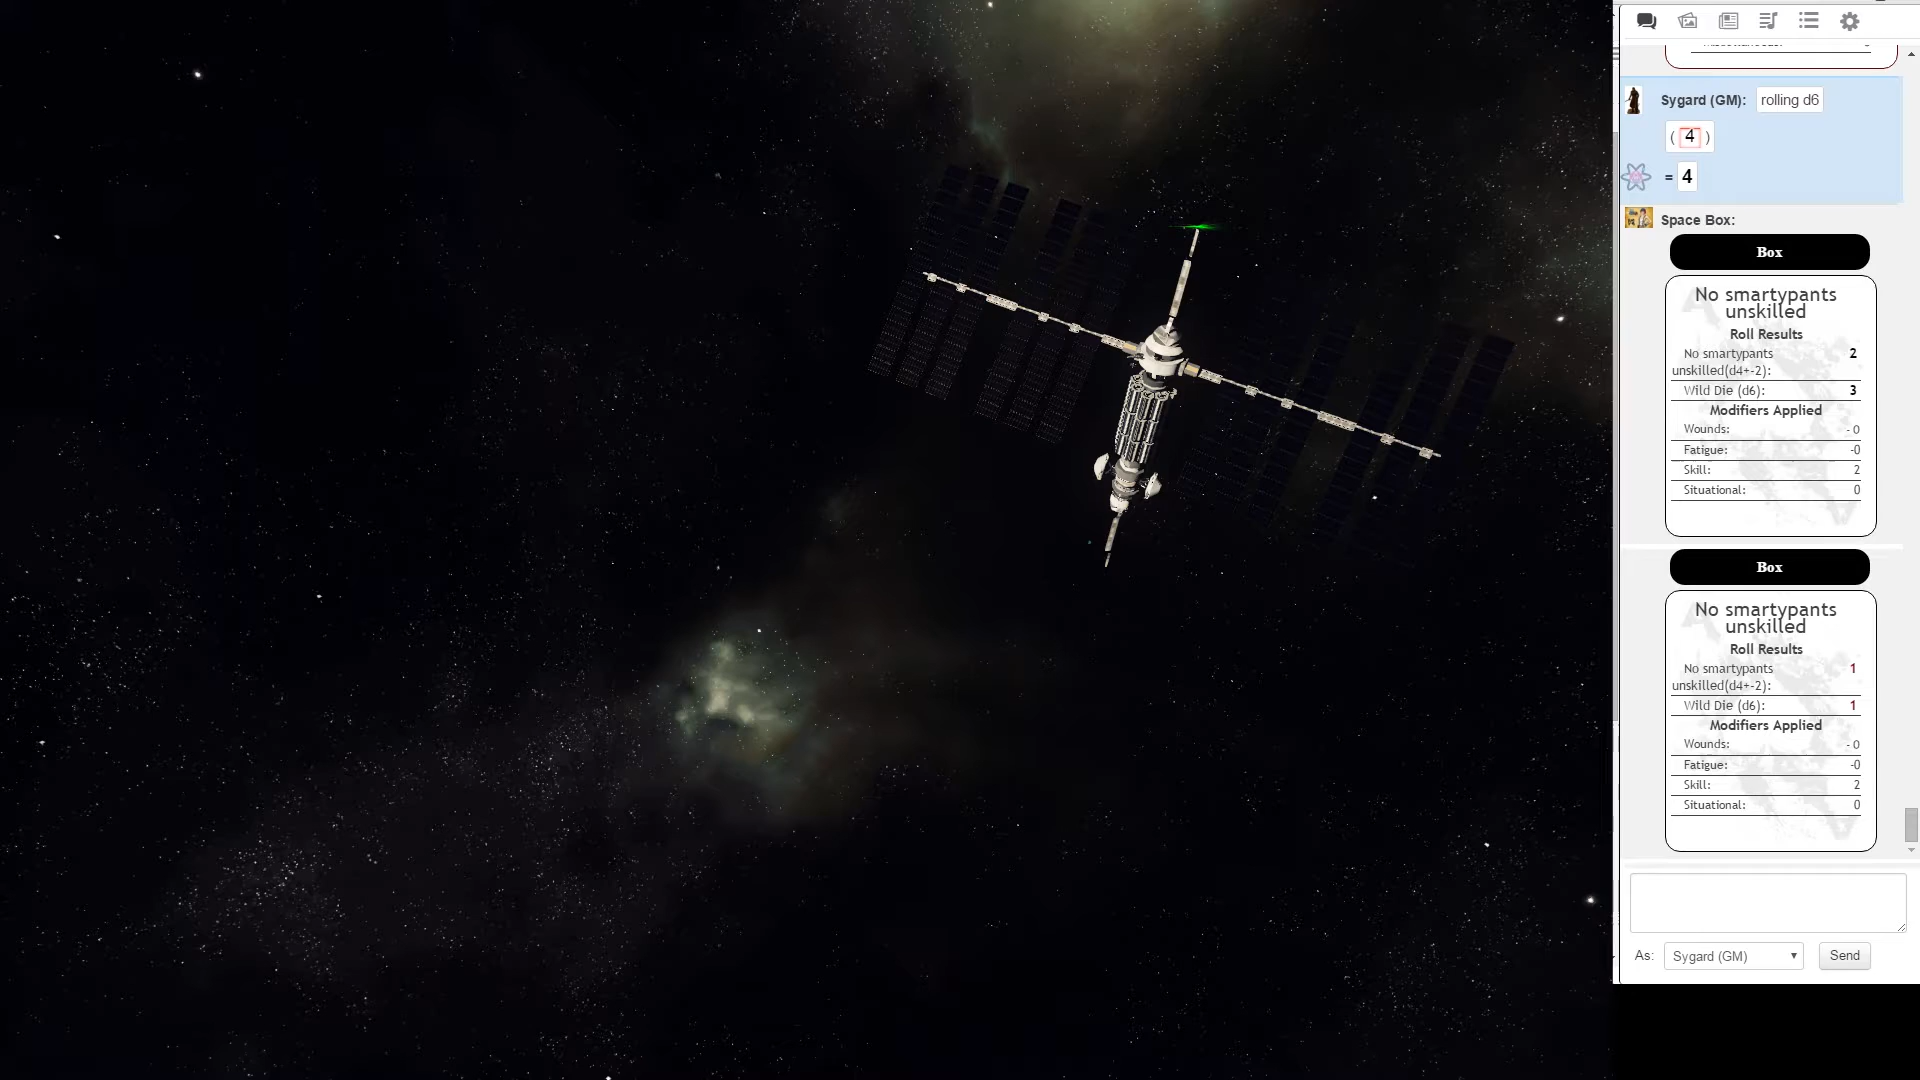 Sygard (GM): rolling d6
( 4 )
= 4
Space Box:
Box
No smartypants
unskilled
Roll Results
No smartypants 2
unskilled(d4+-2):
Wild Die (d6): 3
Modifiers Applied
Wounds: - 0
Fatigue: -0
Skill: 2
Situational: 0
Box
No smartypants
unskilled
Roll Results
No smartypants 1
unskilled(d4+-2):
Wild Die (d6): 1
Modifiers Applied
Wounds: - 0
Fatigue: -0
Skill: 2
Situational: 0
As: Sygard (GM) Send